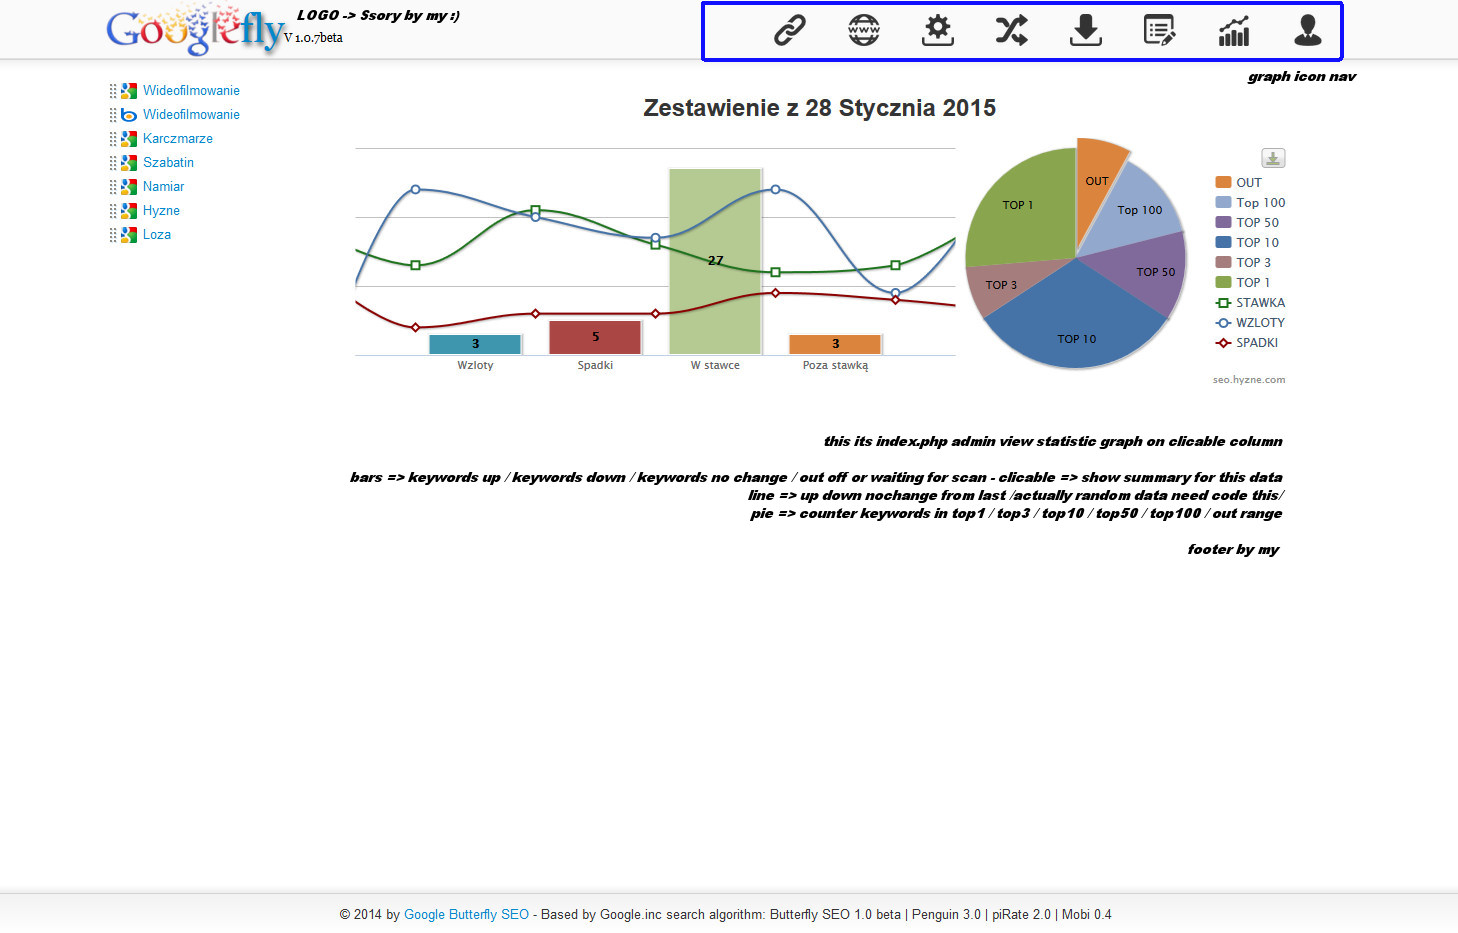 Googlefly
LOGO -> Ssory by my :)
V 1.0.7beta
WWW
graph icon nav
Wideofilmowanie
Wideofilmowanie
Karczmarze
Szabatin
Namiar
Hyzne
Loza
Zestawienie z 28 Stycznia 2015
27
3
5
3
Wzloty
Spadki
W stawce
Poza stawką
OUT
Top 100
TOP 50
TOP 10
TOP 3
TOP 1
OUT
Top 100
TOP 50
TOP 10
TOP 3
TOP 1
STAWKA
WZLOTY
SPADKI
seo.hyzne.com
this its index.php admin view statistic graph on clicable column
bars => keywords up / keywords down / keywords no change / out off or waiting for scan - clicable => show summary for this data
line => up down nochange from last /actually random data need code this/
pie => counter keywords in top1 / top3 / top10 / top50 / top100 / out range
footer by my
© 2014 by Google Butterfly SEO - Based by Google.inc search algorithm: Butterfly SEO 1.0 beta | Penguin 3.0 | piRate 2.0 | Mobi 0.4